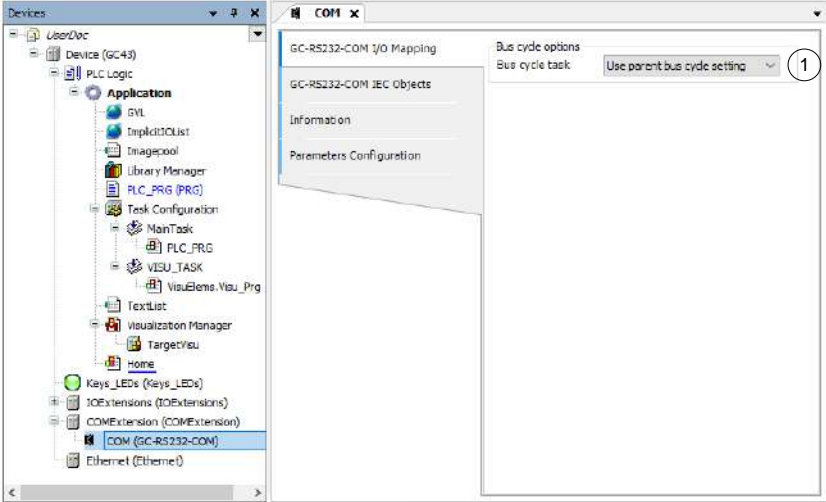 Devices
UserDoc
Device (GC43)
PLC Logic
Application
GVL
ImplicitIOList
Imagepool
Library Manager
PLC_PRG (PRG)
Task Configuration
MainTask
PLC_PRG
VISU_TASK
VisuElems.Visu_Prg
TextList
Visualization Manager
TargetVisu
Home
Keys_LEDs (Keys_LEDs)
IOExtensions (IOExtensions)
COMExtension (COMExtension)
COM (GC-RS232-COM)
Ethernet (Ethernet)
COM
GC-RS232-COM I/O Mapping
GC-RS232-COM IEC Objects
Information
Parameters Configuration
Bus cycle options
Bus cycle task Use parent bus cycle setting 1